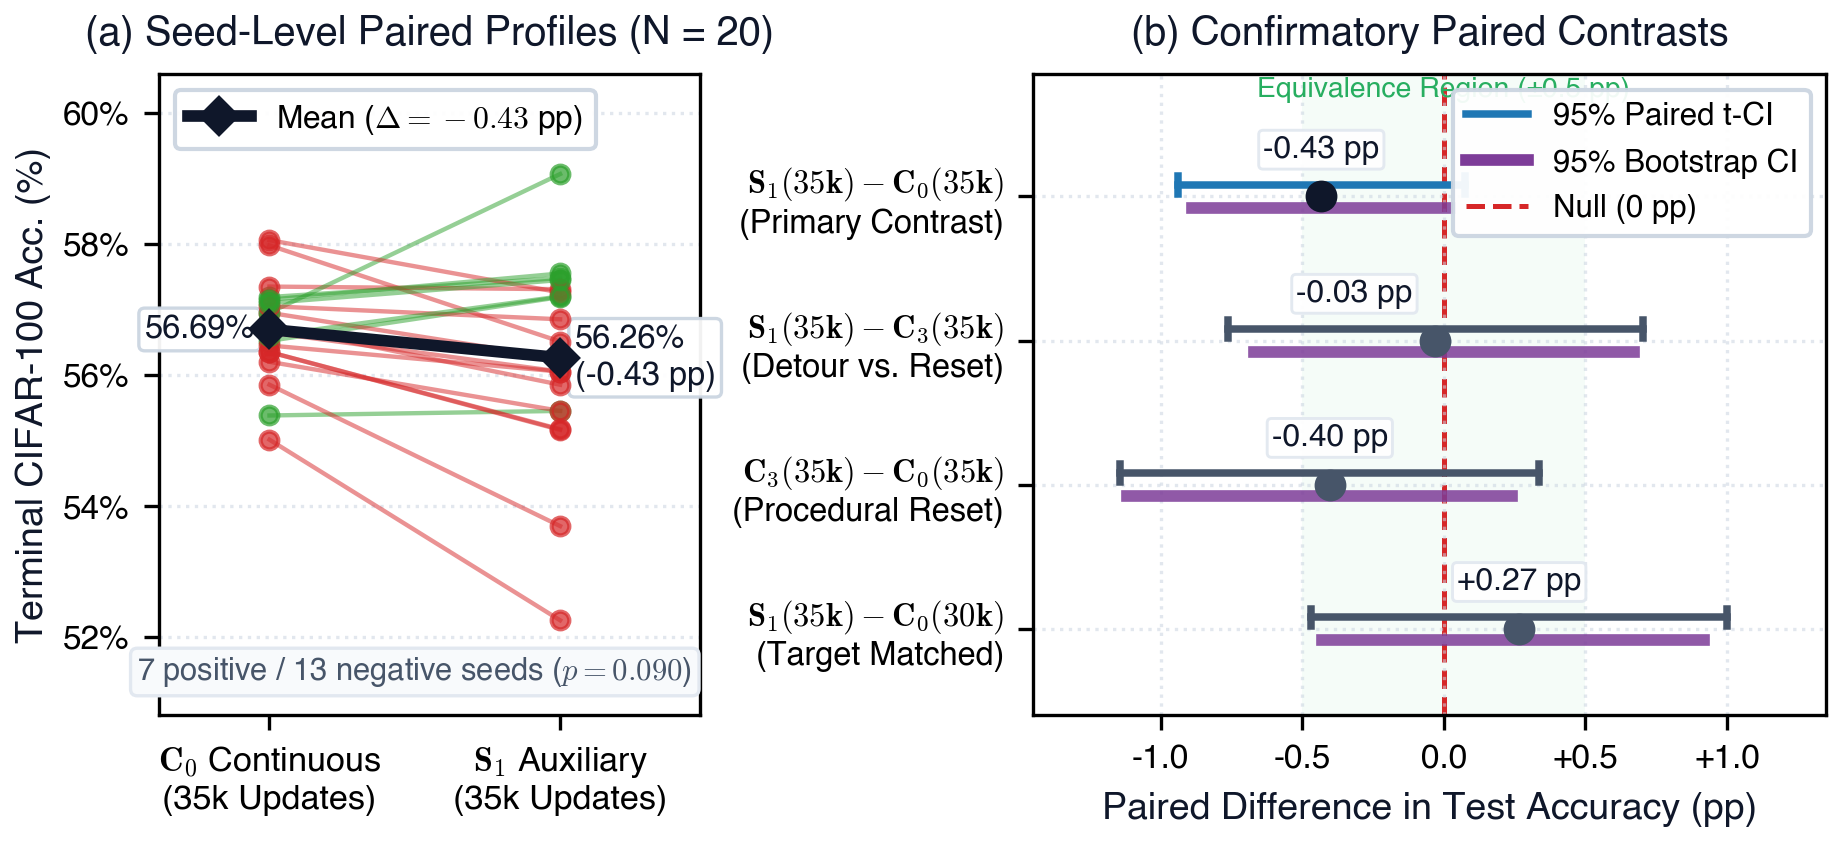 (a) Seed-Level Paired Profiles (N = 20)
Terminal CIFAR-100 Acc. (%)
60%
58%
56%
54%
52%
Mean (Δ = −0.43 pp)
56.69%
56.26%
(-0.43 pp)
7 positive / 13 negative seeds (p = 0.090)
C₀ Continuous
(35k Updates)
S₁ Auxiliary
(35k Updates)
(b) Confirmatory Paired Contrasts
Equivalence Region (±0.5 pp)
95% Paired t-CI
95% Bootstrap CI
Null (0 pp)
S₁(35k) − C₀(35k)
(Primary Contrast)
-0.43 pp
S₁(35k) − C₃(35k)
(Detour vs. Reset)
-0.03 pp
C₃(35k) − C₀(35k)
(Procedural Reset)
-0.40 pp
S₁(35k) − C₀(30k)
(Target Matched)
+0.27 pp
-1.0
-0.5
0.0
+0.5
+1.0
Paired Difference in Test Accuracy (pp)